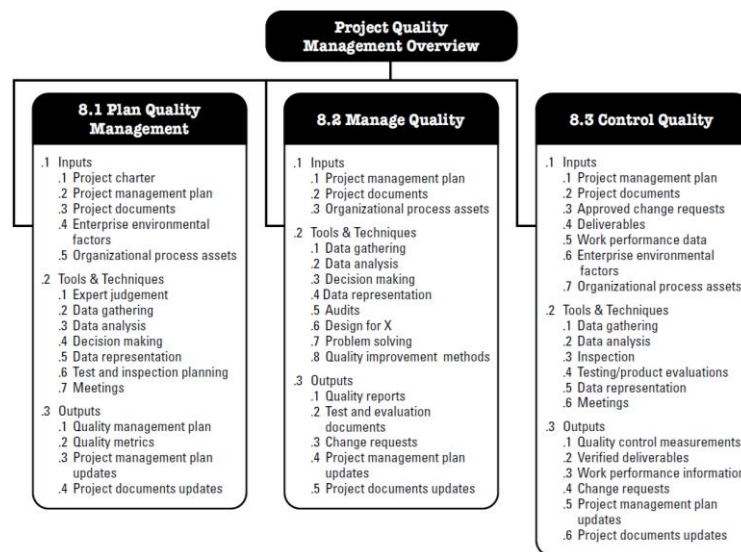 Project Quality
Management Overview
8.1 Plan Quality
Management
.1 Inputs
.1 Project charter
.2 Project management plan
.3 Project documents
.4 Enterprise environmental
factors
.5 Organizational process assets
.2 Tools & Techniques
.1 Expert judgement
.2 Data gathering
.3 Data analysis
.4 Decision making
.5 Data representation
.6 Test and inspection planning
.7 Meetings
.3 Outputs
.1 Quality management plan
.2 Quality metrics
.3 Project management plan
updates
.4 Project documents updates
8.2 Manage Quality
.1 Inputs
.1 Project management plan
.2 Project documents
.3 Organizational process assets
.2 Tools & Techniques
.1 Data gathering
.2 Data analysis
.3 Decision making
.4 Data representation
.5 Audits
.6 Design for X
.7 Problem solving
.8 Quality improvement methods
.3 Outputs
.1 Quality reports
.2 Test and evaluation
documents
.3 Change requests
.4 Project management plan
updates
.5 Project documents updates
8.3 Control Quality
.1 Inputs
.1 Project management plan
.2 Project documents
.3 Approved change requests
.4 Deliverables
.5 Work performance data
.6 Enterprise environmental
factors
.7 Organizational process assets
.2 Tools & Techniques
.1 Data gathering
.2 Data analysis
.3 Inspection
.4 Testing/product evaluations
.5 Data representation
.6 Meetings
.3 Outputs
.1 Quality control measurements
.2 Verified deliverables
.3 Work performance information
.4 Change requests
.5 Project management plan
updates
.6 Project documents updates